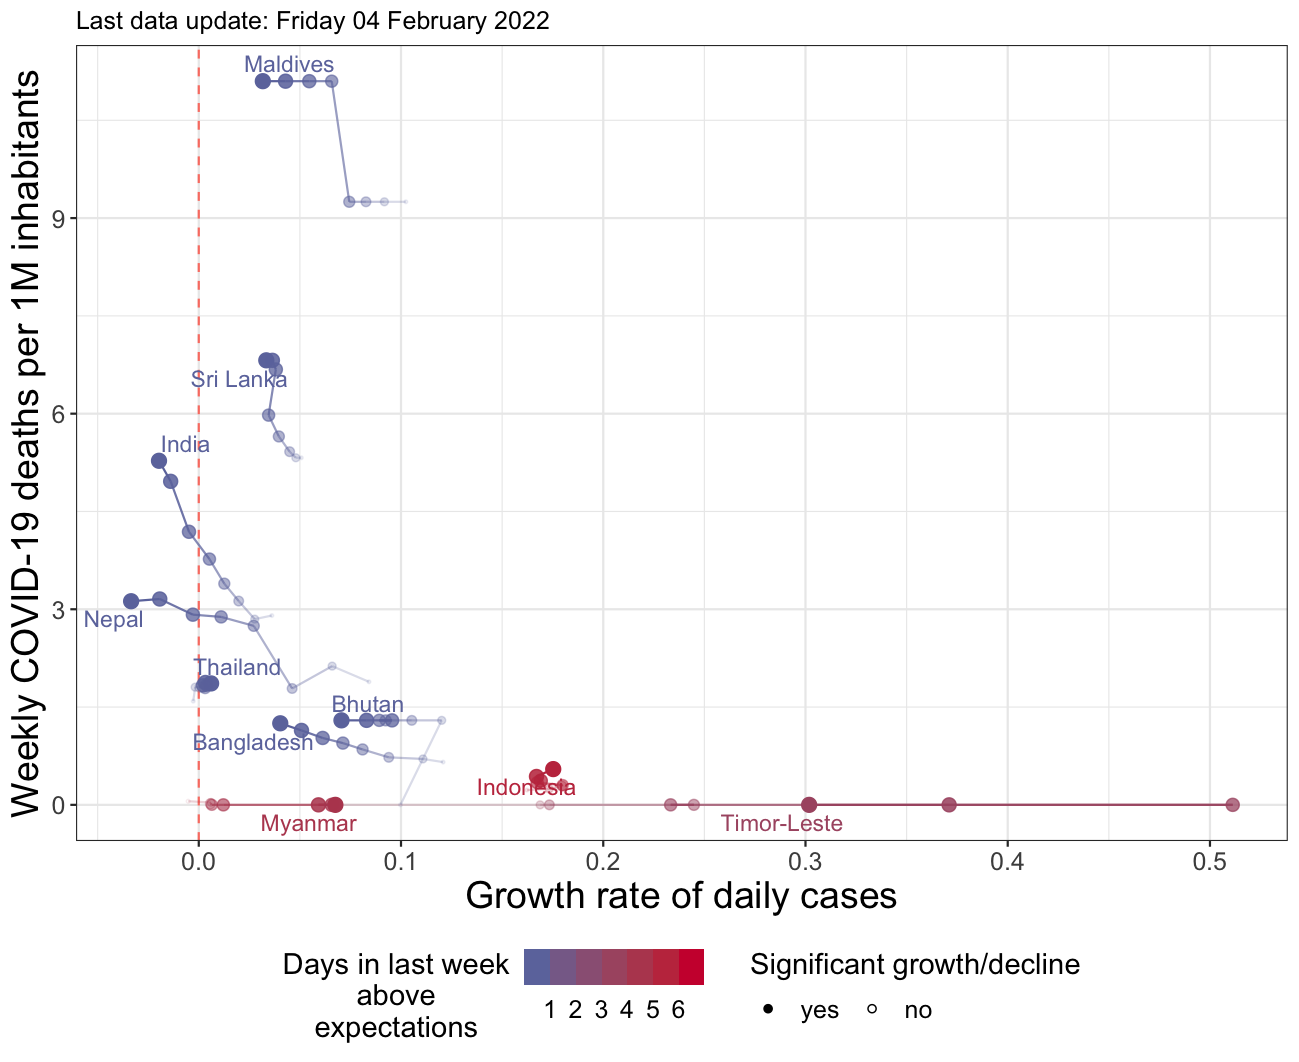 Last data update: Friday 04 February 2022
Weekly COVID-19 deaths per 1M inhabitants
9
6
3
0
Maldives
Sri Lanka
India
Nepal
Thailand
Bhutan
Bangladesh
Indonesia
Myanmar
Timor-Leste
0.0 0.1 0.2 0.3 0.4 0.5
Growth rate of daily cases
Days in last week
above
expectations
1 2 3 4 5 6
Significant growth/decline
yes no